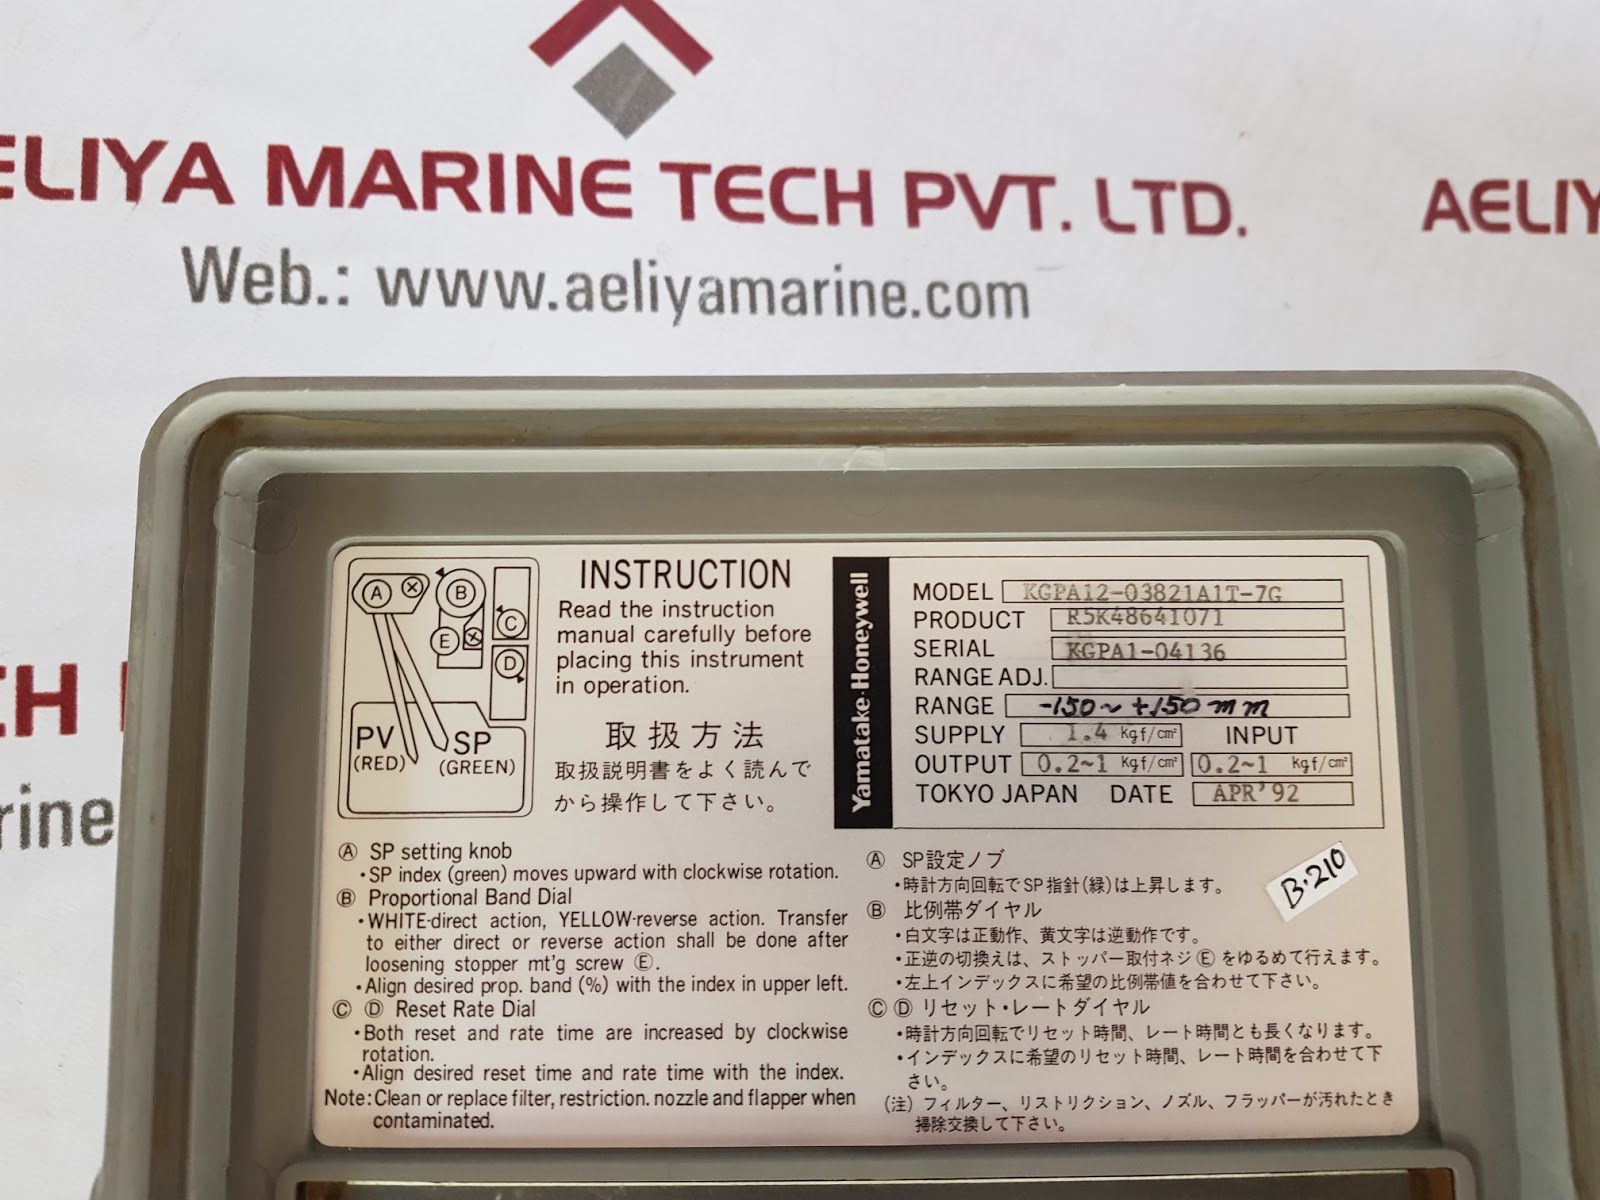 ELIYA MARINE TECH PVT. LTD.
AELIY
Web.: www.aeliyamarine.com
CH
rine
A
B
C
E
D
PV
(RED)
SP
(GREEN)
INSTRUCTION
Read the instruction
manual carefully before
placing this instrument
in operation.
取扱方法
取扱説明書をよく読んで
から操作して下さい。
Yamatake-Honeywell
MODEL KGPA12-03821A1T-7G
PRODUCT R5K48641071
SERIAL KGPA1-04136
RANGE ADJ.
RANGE -150~+150mm
SUPPLY 1.4 Kgf/cm² INPUT
OUTPUT 0.2~1 Kgf/cm² 0.2~1 Kgf/cm²
TOKYO JAPAN DATE APR'92
Ⓐ SP setting knob
・SP index (green) moves upward with clockwise rotation.
Ⓑ Proportional Band Dial
・WHITE-direct action, YELLOW-reverse action. Transfer
to either direct or reverse action shall be done after
loosening stopper mt'g screw Ⓔ.
・Align desired prop. band (%) with the index in upper left.
Ⓒ Ⓓ Reset Rate Dial
・Both reset and rate time are increased by clockwise
rotation.
・Align desired reset time and rate time with the index.
Note: Clean or replace filter, restriction. nozzle and flapper when
contaminated.
Ⓐ SP設定ノブ
・時計方向回転でSP指針(緑)は上昇します。
Ⓑ 比例帯ダイヤル
・白文字は正動作、黄文字は逆動作です。
・正逆の切換えは、ストッパー取付ネジⒺをゆるめて行えます。
・左上インデックスに希望の比例帯値を合わせて下さい。
Ⓒ Ⓓ リセット・レートダイヤル
・時計方向回転でリセット時間、レート時間とも長くなります。
・インデックスに希望のリセット時間、レート時間を合わせて下
さい。
(注) フィルター、リストリクション、ノズル、フラッパーが汚れたとき
掃除交換して下さい。
B.210